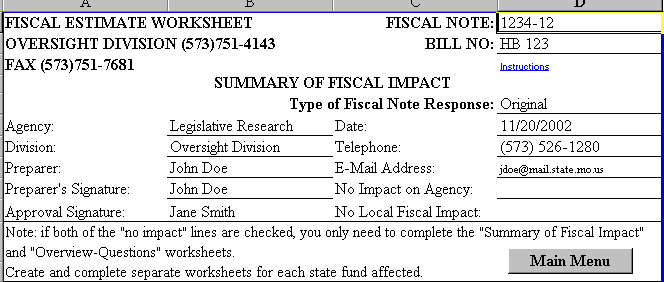 A B C D
FISCAL ESTIMATE WORKSHEET FISCAL NOTE: 1234-12
OVERSIGHT DIVISION (573)751-4143 BILL NO: HB 123
FAX (573)751-7681 Instructions
SUMMARY OF FISCAL IMPACT
Type of Fiscal Note Response: Original
Agency: Legislative Research Date: 11/20/2002
Division: Oversight Division Telephone: (573) 526-1280
Preparer: John Doe E-Mail Address: jdoe@mail.state.mo.us
Preparer's Signature: John Doe No Impact on Agency:
Approval Signature: Jane Smith No Local Fiscal Impact:
Note: if both of the "no impact" lines are checked, you only need to complete the "Summary of Fiscal Impact"
and "Overview-Questions" worksheets.
Main Menu
Create and complete separate worksheets for each state fund affected.